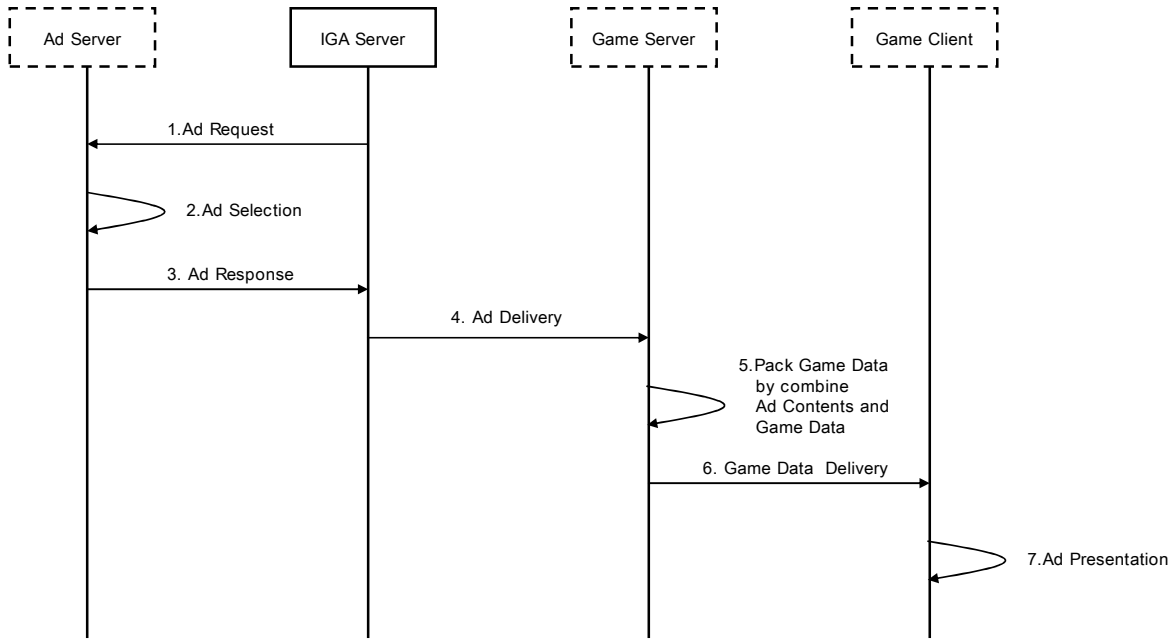 Ad Server
IGA Server
Game Server
Game Client
1.Ad Request
2.Ad Selection
3. Ad Response
4. Ad Delivery
5.Pack Game Data
by combine
Ad Contents and
Game Data
6. Game Data Delivery
7.Ad Presentation